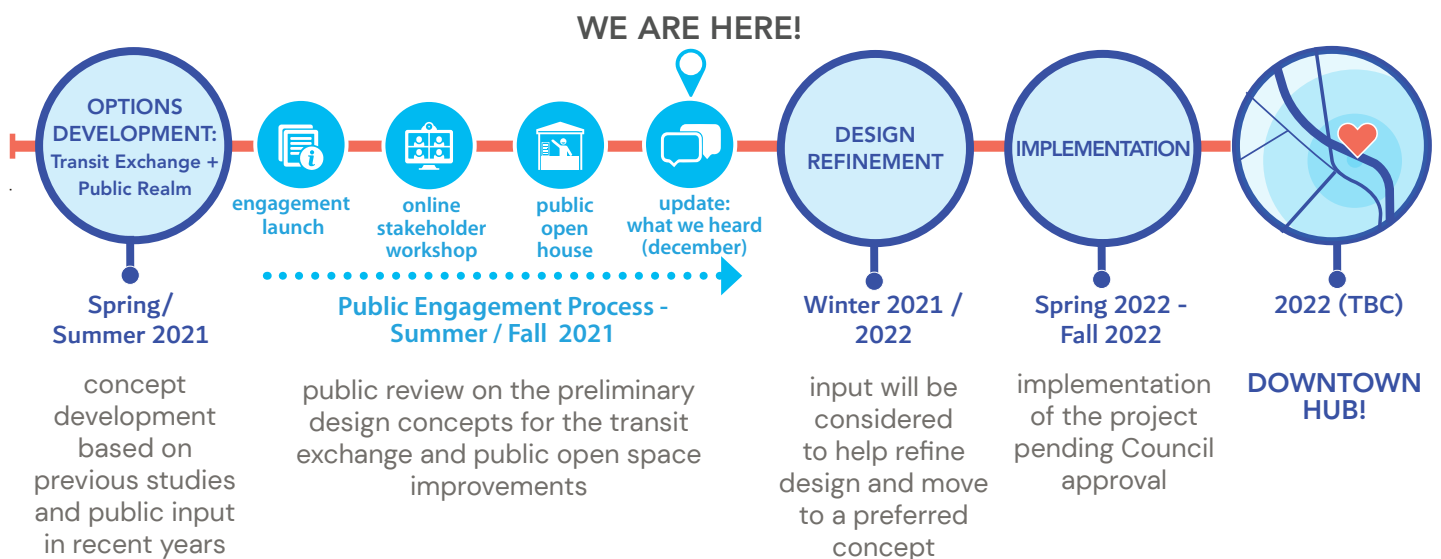 WE ARE HERE!
OPTIONS
DEVELOPMENT:
Transit Exchange +
Public Realm
engagement
launch
online
stakeholder
workshop
public
open
house
update:
what we heard
(december)
DESIGN
REFINEMENT
IMPLEMENTATION
Spring/
Summer 2021
Public Engagement Process -
Summer / Fall 2021
Winter 2021 /
2022
Spring 2022 -
Fall 2022
2022 (TBC)
concept
development
based on
previous studies
and public input
in recent years
public review on the preliminary
design concepts for the transit
exchange and public open space
improvements
input will be
considered
to help refine
design and move
to a preferred
concept
implementation
of the project
pending Council
approval
DOWNTOWN
HUB!